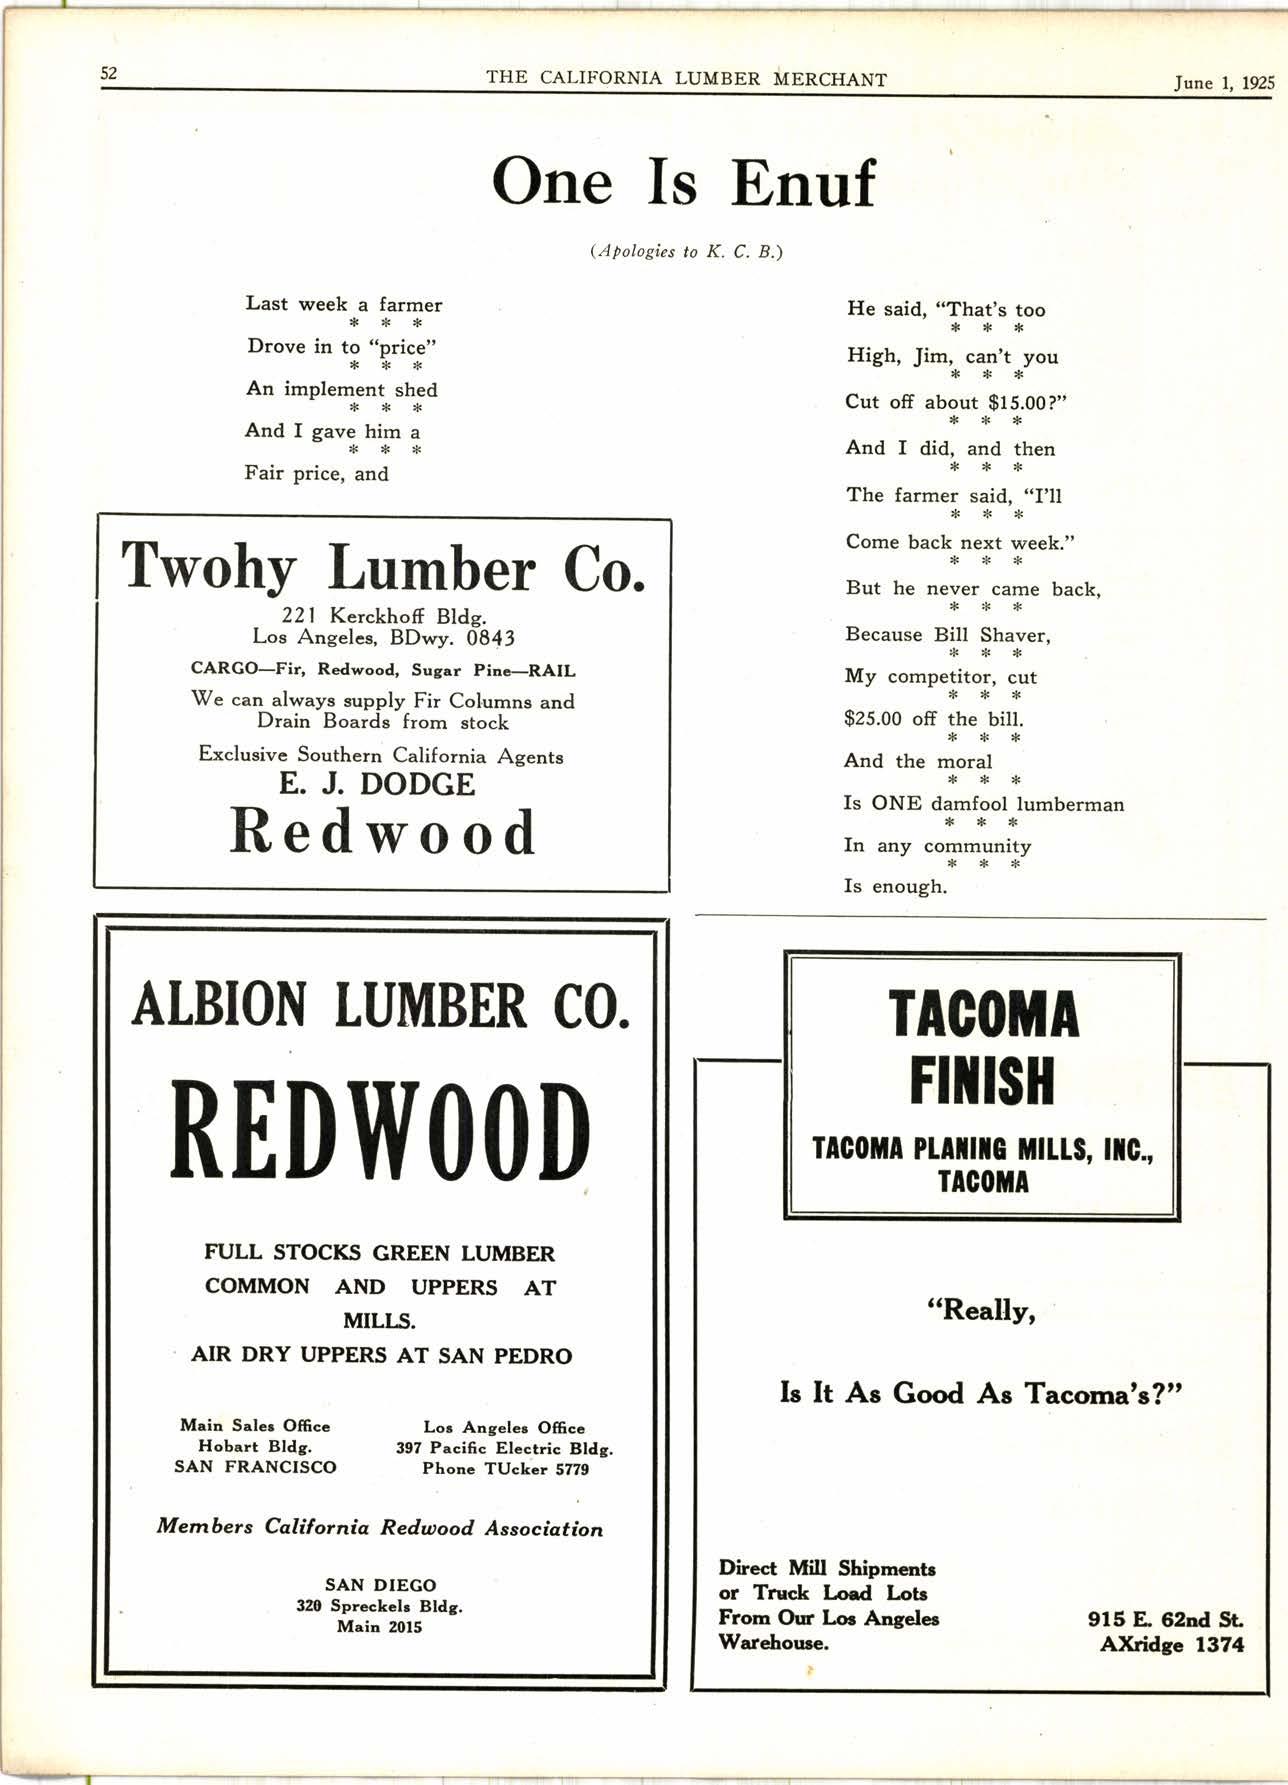 52
THE CALIFORNIA LUMBER MERCHANT
June 1, 1925
One Is Enuf
(Apologies to K. C. B.)
Last week a farmer
* * *
Drove in to “price”
* * *
An implement shed
* * *
And I gave him a
* * *
Fair price, and
He said, “That's too
* * *
High, Jim, can't you
* * *
Cut off about $15.00?”
* * *
And I did, and then
* * *
The farmer said, “I'll
* * *
Come back next week.”
* * *
But he never came back,
* * *
Because Bill Shaver,
* * *
My competitor, cut
* * *
$25.00 off the bill.
* * *
And the moral
* * *
Is ONE damfool lumberman
* * *
In any community
* * *
Is enough.
Twohy Lumber Co.
221 Kerckhoff Bldg.
Los Angeles, BDwy. 0843
CARGO—Fir, Redwood, Sugar Pine—RAIL
We can always supply Fir Columns and
Drain Boards from stock
Exclusive Southern California Agents
E. J. DODGE
Redwood
ALBION LUMBER CO.
REDWOOD
FULL STOCKS GREEN LUMBER
COMMON AND UPPERS AT
MILLS.
AIR DRY UPPERS AT SAN PEDRO
Main Sales Office
Hobart Bldg.
SAN FRANCISCO
Los Angeles Office
397 Pacific Electric Bldg.
Phone TUcker 5779
Members California Redwood Association
SAN DIEGO
320 Spreckels Bldg.
Main 2015
TACOMA
FINISH
TACOMA PLANING MILLS, INC.,
TACOMA
“Really,
Is It As Good As Tacoma's?”
Direct Mill Shipments
or Truck Load Lots
From Our Los Angeles
Warehouse.
915 E. 62nd St.
AXridge 1374